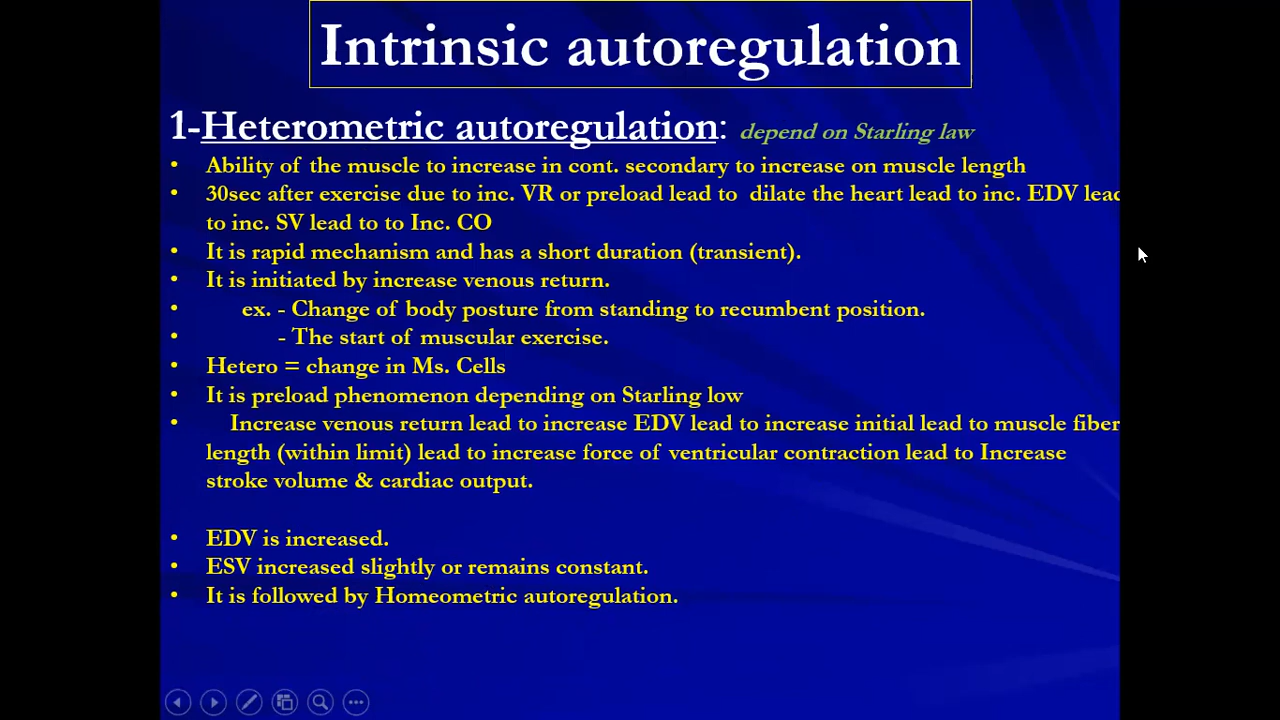 Intrinsic autoregulation
1-Heterometric autoregulation: depend on Starling law
• Ability of the muscle to increase in cont. secondary to increase on muscle length
• 30sec after exercise due to inc. VR or preload lead to dilate the heart lead to inc. EDV lead
to inc. SV lead to to Inc. CO
• It is rapid mechanism and has a short duration (transient).
• It is initiated by increase venous return.
• ex. - Change of body posture from standing to recumbent position.
• - The start of muscular exercise.
• Hetero = change in Ms. Cells
• It is preload phenomenon depending on Starling low
• Increase venous return lead to increase EDV lead to increase initial lead to muscle fiber
length (within limit) lead to increase force of ventricular contraction lead to Increase
stroke volume & cardiac output.
• EDV is increased.
• ESV increased slightly or remains constant.
• It is followed by Homeometric autoregulation.